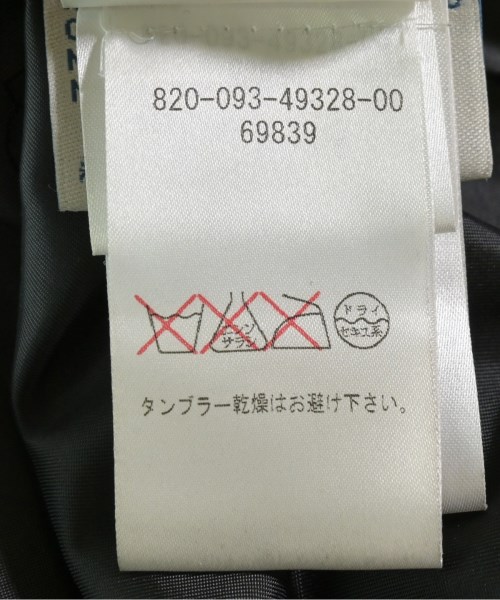 820-093-49328-00
69839
エンソ
サラシ
ドライ
セキユ系
タンブラー乾燥はお避け下さい。